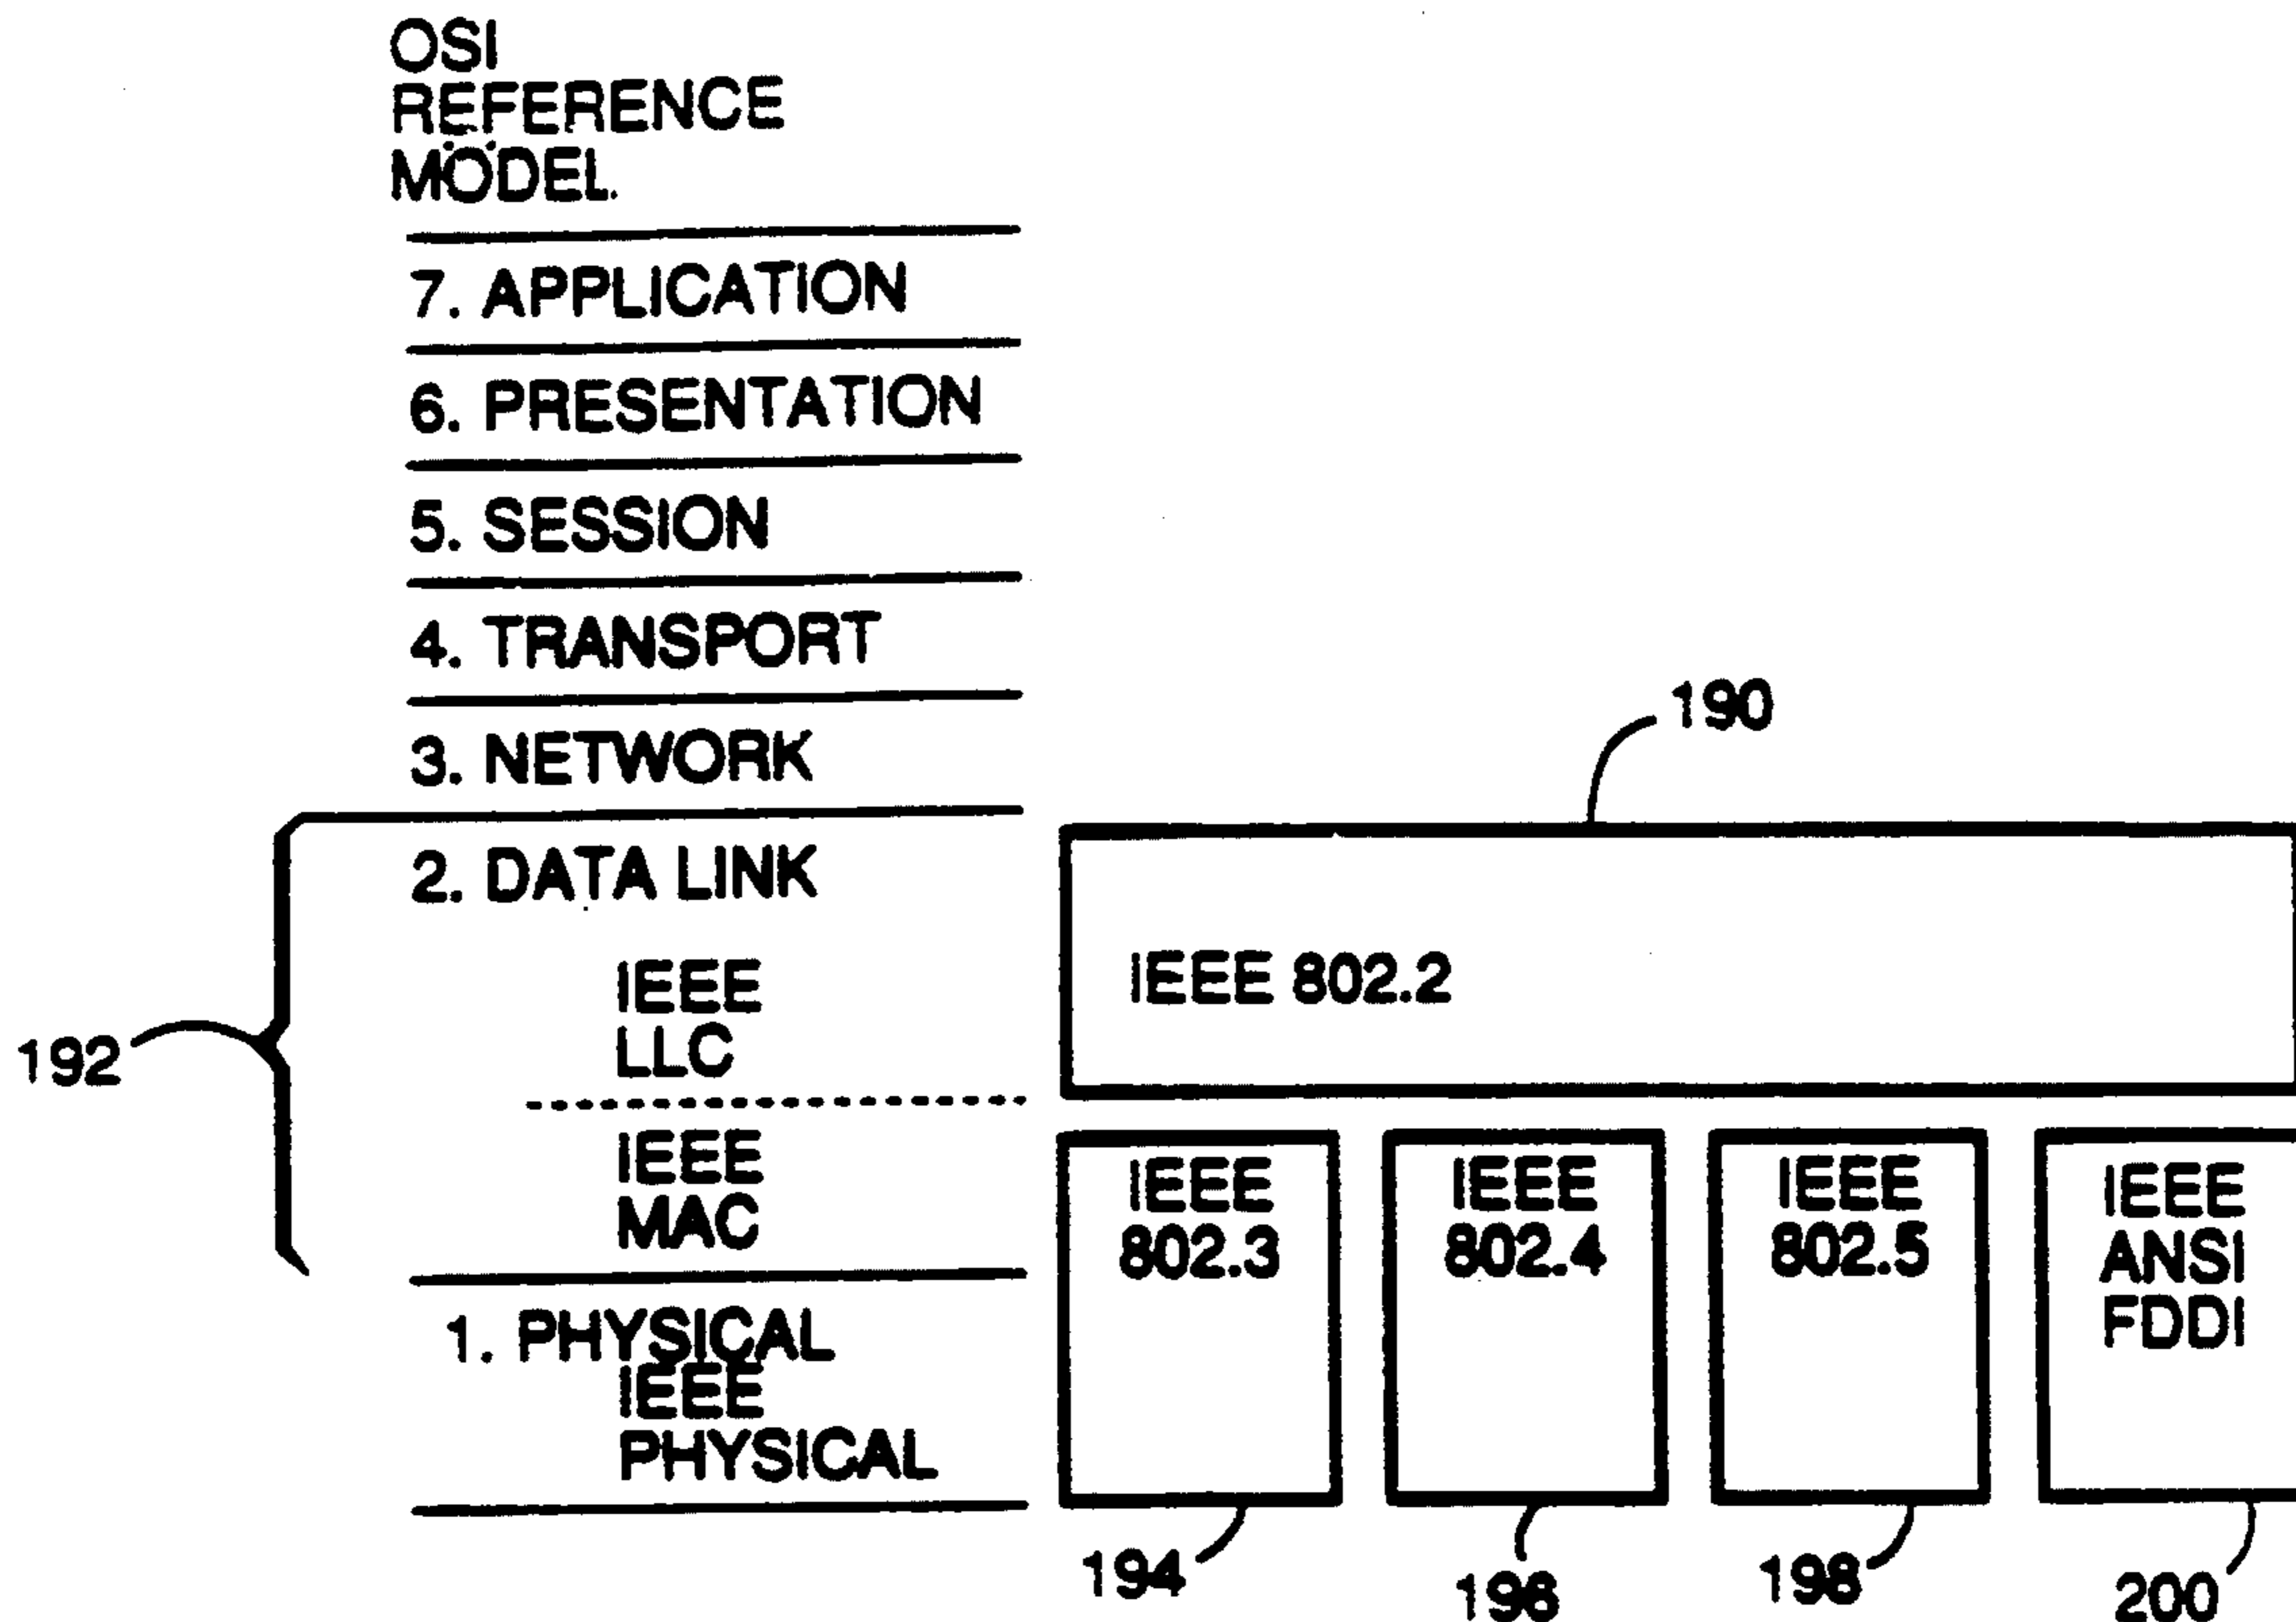 OSI
REFERENCE
MODEL
7. APPLICATION
6. PRESENTATION
5. SESSION
4. TRANSPORT
3. NETWORK
190
2. DATA LINK
IEEE
LLC
IEEE 802.2
192
IEEE
MAC
IEEE
802.3
IEEE
802.4
IEEE
802.5
IEEE
ANSI
FDDI
1. PHYSICAL
IEEE
PHYSICAL
194
196
198
200